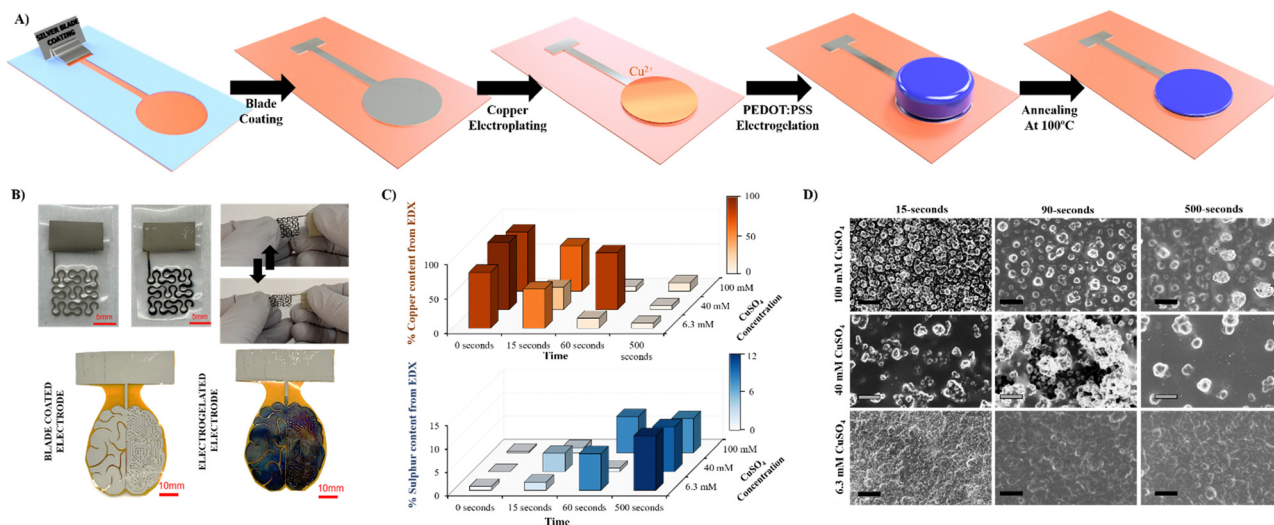 A)
SILVER BLADE
COATING
Blade
Coating
Copper
Electroplating
Cu²⁺
PEDOT:PSS
Electrogelation
Annealing
At 100°C
B)
5mm
5mm
BLADE COATED
ELECTRODE
10mm
ELECTROGELATED
ELECTRODE
10mm
C)
% Copper content from EDX
100
50
0
0 seconds
15 seconds
60 seconds
500
seconds
Time
6.3 mM
40 mM
100 mM
CuSO₄
Concentration
100
50
0
% Sulphur content from EDX
15
10
5
0
0 seconds
15 seconds
60 seconds
500 seconds
Time
6.3 mM
40 mM
100 mM
CuSO₄
Concentration
12
6
0
D)
15-seconds
90-seconds
500-seconds
100 mM CuSO₄
40 mM CuSO₄
6.3 mM CuSO₄